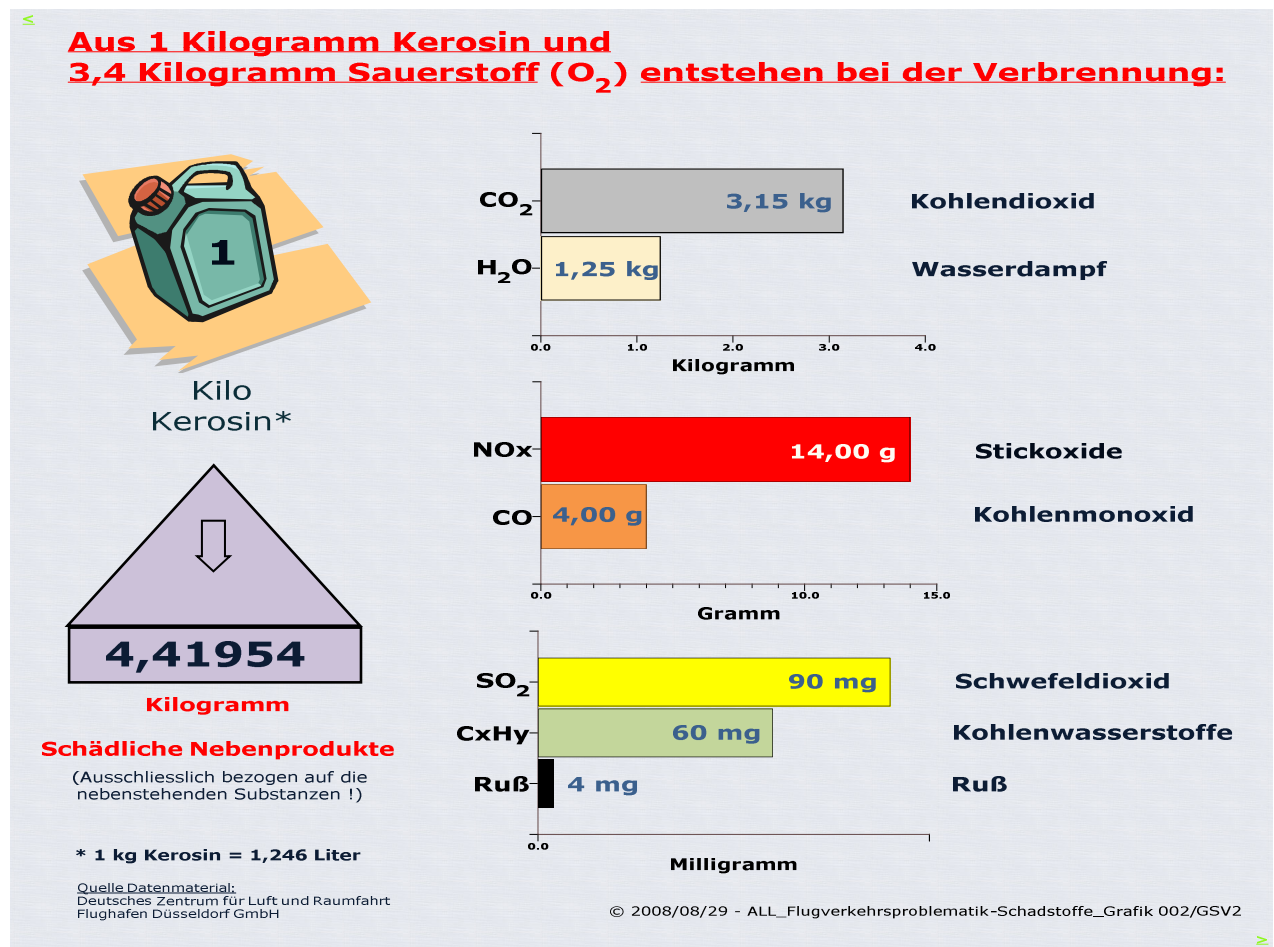 <
Aus 1 Kilogramm Kerosin und
3,4 Kilogramm Sauerstoff (O2) entstehen bei der Verbrennung:
1
Kilo
Kerosin*
4,41954
Kilogramm
Schädliche Nebenprodukte
(Ausschliesslich bezogen auf die
nebenstehenden Substanzen !)
* 1 kg Kerosin = 1,246 Liter
Quelle Datenmaterial:
Deutsches Zentrum für Luft und Raumfahrt
Flughafen Düsseldorf GmbH
CO2 3,15 kg Kohlendioxid
H2O 1,25 kg Wasserdampf
0.0 1.0 2.0 3.0 4.0
Kilogramm
NOx 14,00 g Stickoxide
CO 4,00 g Kohlenmonoxid
0.0 10.0 15.0
Gramm
SO2 90 mg Schwefeldioxid
CxHy 60 mg Kohlenwasserstoffe
Ruß 4 mg Ruß
0.0
Milligramm
© 2008/08/29 - ALL_Flugverkehrsproblematik-Schadstoffe_Grafik 002/GSV2
>